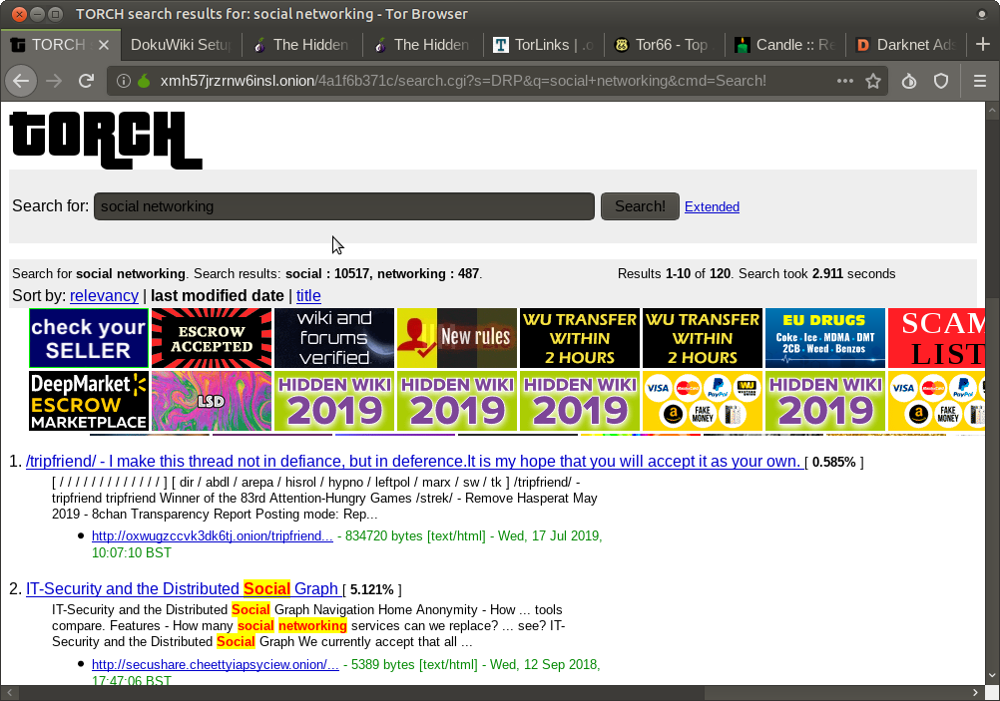 TORCH search results for: social networking - Tor Browser
TORCH s
DokuWiki Setu
The Hidden
The Hidden
TorLinks | .o
Tor66 - Top
Candle :: Re
Darknet Ads
xmh57jrzrnw6insl.onion/4a1f6b371c/search.cgi?s=DRP&q=social+networking&cmd=Search!
TORCH
Search for: social networking Search! Extended
Search for social networking. Search results: social : 10517, networking : 487. Results 1-10 of 120. Search took 2.911 seconds
Sort by: relevancy | last modified date | title
check your SELLER
ESCROW ACCEPTED
wiki and forums verified
New rules
WU TRANSFER WITHIN 2 HOURS
WU TRANSFER WITHIN 2 HOURS
EU DRUGS
Coke - Ice - MDMA - DMT
2CB - Weed - Benzos
SCAM LIST
DeepMarket ESCROW MARKETPLACE
LSD
HIDDEN WIKI 2019
HIDDEN WIKI 2019
HIDDEN WIKI 2019
VISA MasterCard PayPal WU a FAKE MONEY
HIDDEN WIKI 2019
VISA MasterCard PayPal a FAKE MONEY
1. /tripfriend/ - I make this thread not in defiance, but in deference.It is my hope that you will accept it as your own. [ 0.585% ]
[ / / / / / / / / / / / / / ] [ dir / abdl / arepa / hisrol / hypno / leftpol / marx / sw / tk ] /tripfriend/ -
tripfriend tripfriend Winner of the 83rd Attention-Hungry Games /strek/ - Remove Hasperat May
2019 - 8chan Transparency Report Posting mode: Rep...
• http://oxwugzccvk3dk6tj.onion/tripfriend... - 834720 bytes [text/html] - Wed, 17 Jul 2019,
10:07:10 BST
2. IT-Security and the Distributed Social Graph [ 5.121% ]
IT-Security and the Distributed Social Graph Navigation Home Anonymity - How ... tools
compare. Features - How many social networking services can we replace? ... see? IT-
Security and the Distributed Social Graph We currently accept that all ...
• http://secushare.cheettyiapsyciew.onion/... - 5389 bytes [text/html] - Wed, 12 Sep 2018,
17:47:06 BST